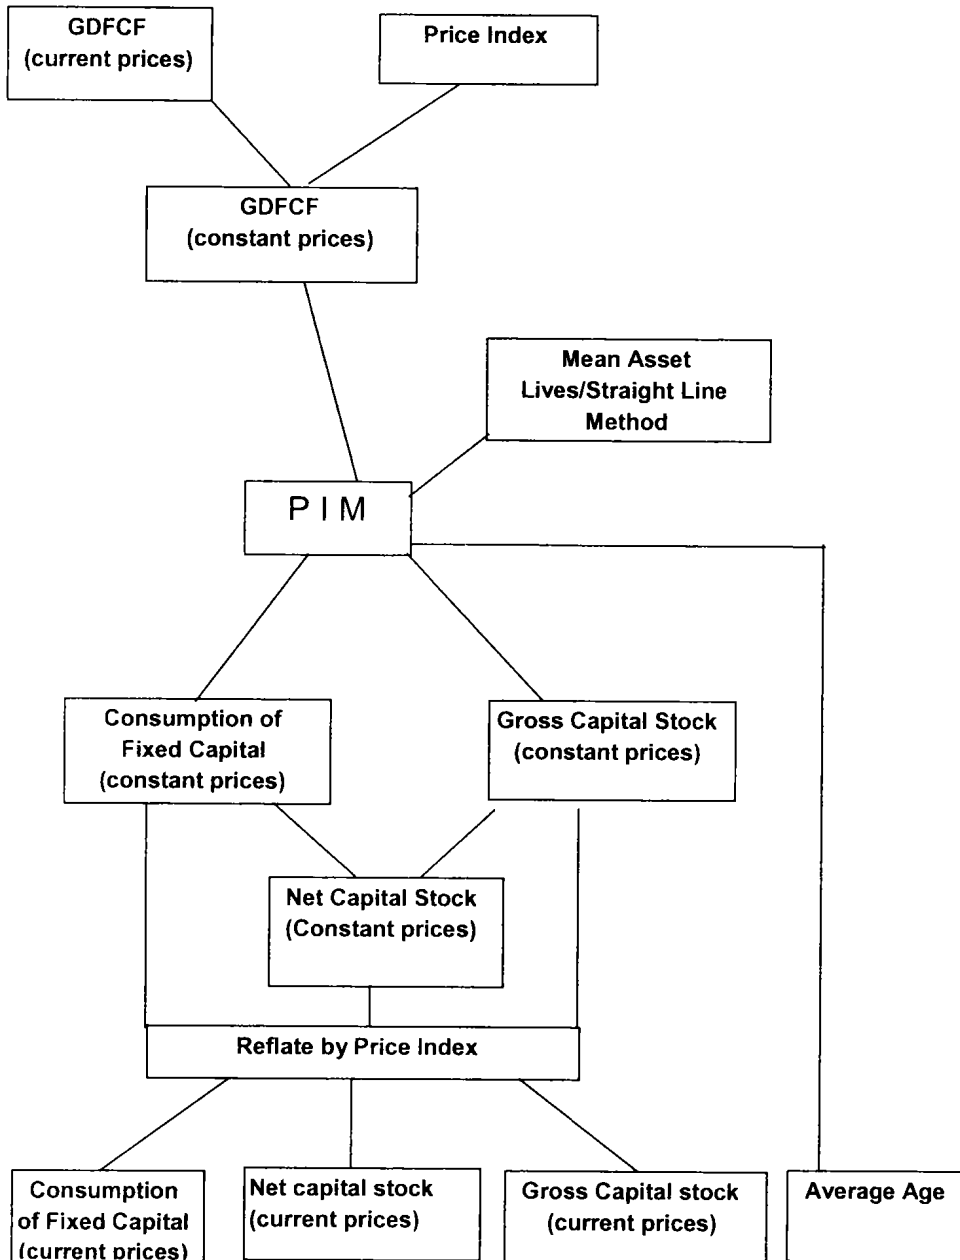 GDFCF
(current prices)
Price Index
GDFCF
(constant prices)
Mean Asset
Lives/Straight Line
Method
P I M
Consumption of
Fixed Capital
(constant prices)
Gross Capital Stock
(constant prices)
Net Capital Stock
(Constant prices)
Reflate by Price Index
Consumption
of Fixed Capital
(current prices)
Net capital stock
(current prices)
Gross Capital stock
(current prices)
Average Age